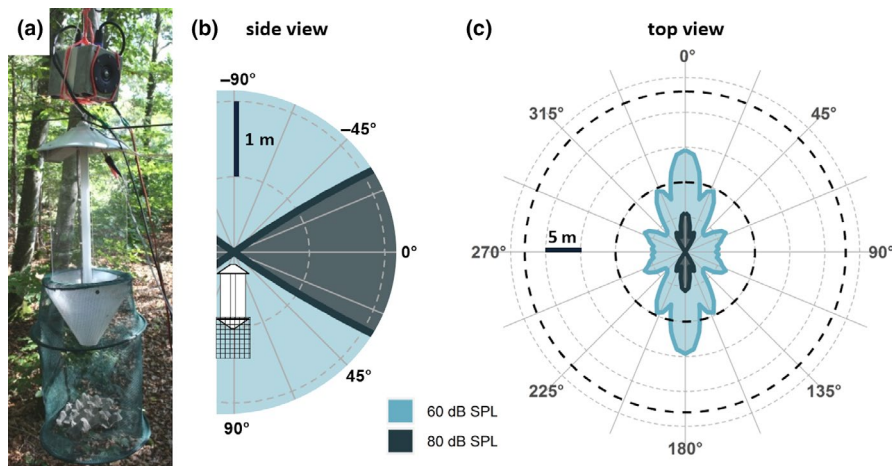 (a)
(b)
side view
–90°
–45°
1 m
0°
45°
90°
60 dB SPL
80 dB SPL
(c)
top view
0°
315°
45°
270°
5 m
90°
225°
135°
180°